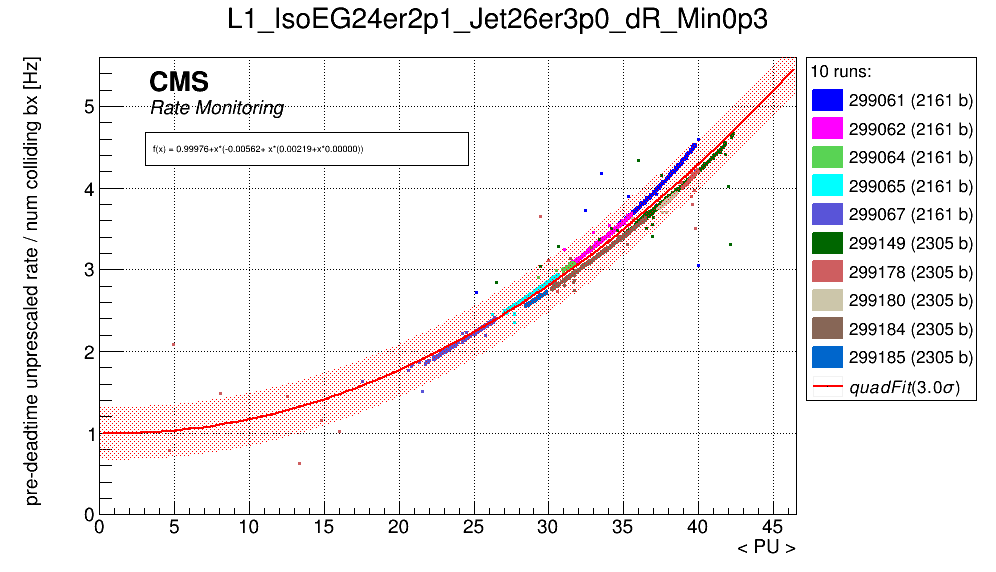 L1_IsoEG24er2p1_Jet26er3p0_dR_Min0p3
pre-deadtime unprescaled rate / num colliding bx [Hz]
CMS
Rate Monitoring
f(x) = 0.99976+x*(-0.00562+ x*(0.00219+x*0.00000))
5
4
3
2
1
0
0 5 10 15 20 25 30 35 40 45
< PU >
10 runs:
299061 (2161 b)
299062 (2161 b)
299064 (2161 b)
299065 (2161 b)
299067 (2161 b)
299149 (2305 b)
299178 (2305 b)
299180 (2305 b)
299184 (2305 b)
299185 (2305 b)
quadFit(3.0σ)